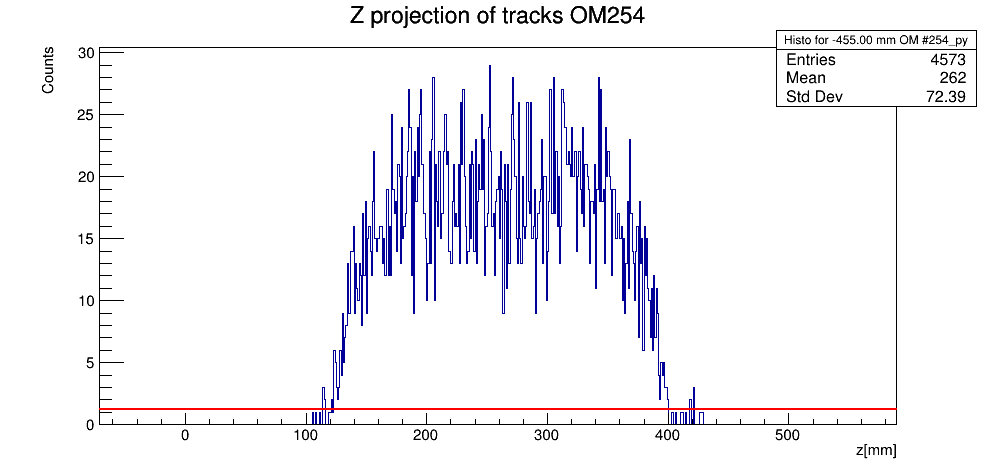 Z projection of tracks OM254
Histo for -455.00 mm OM #254_py
Entries 4573
Mean 262
Std Dev 72.39
Counts
30
25
20
15
10
5
0
0 100 200 300 400 500
z[mm]